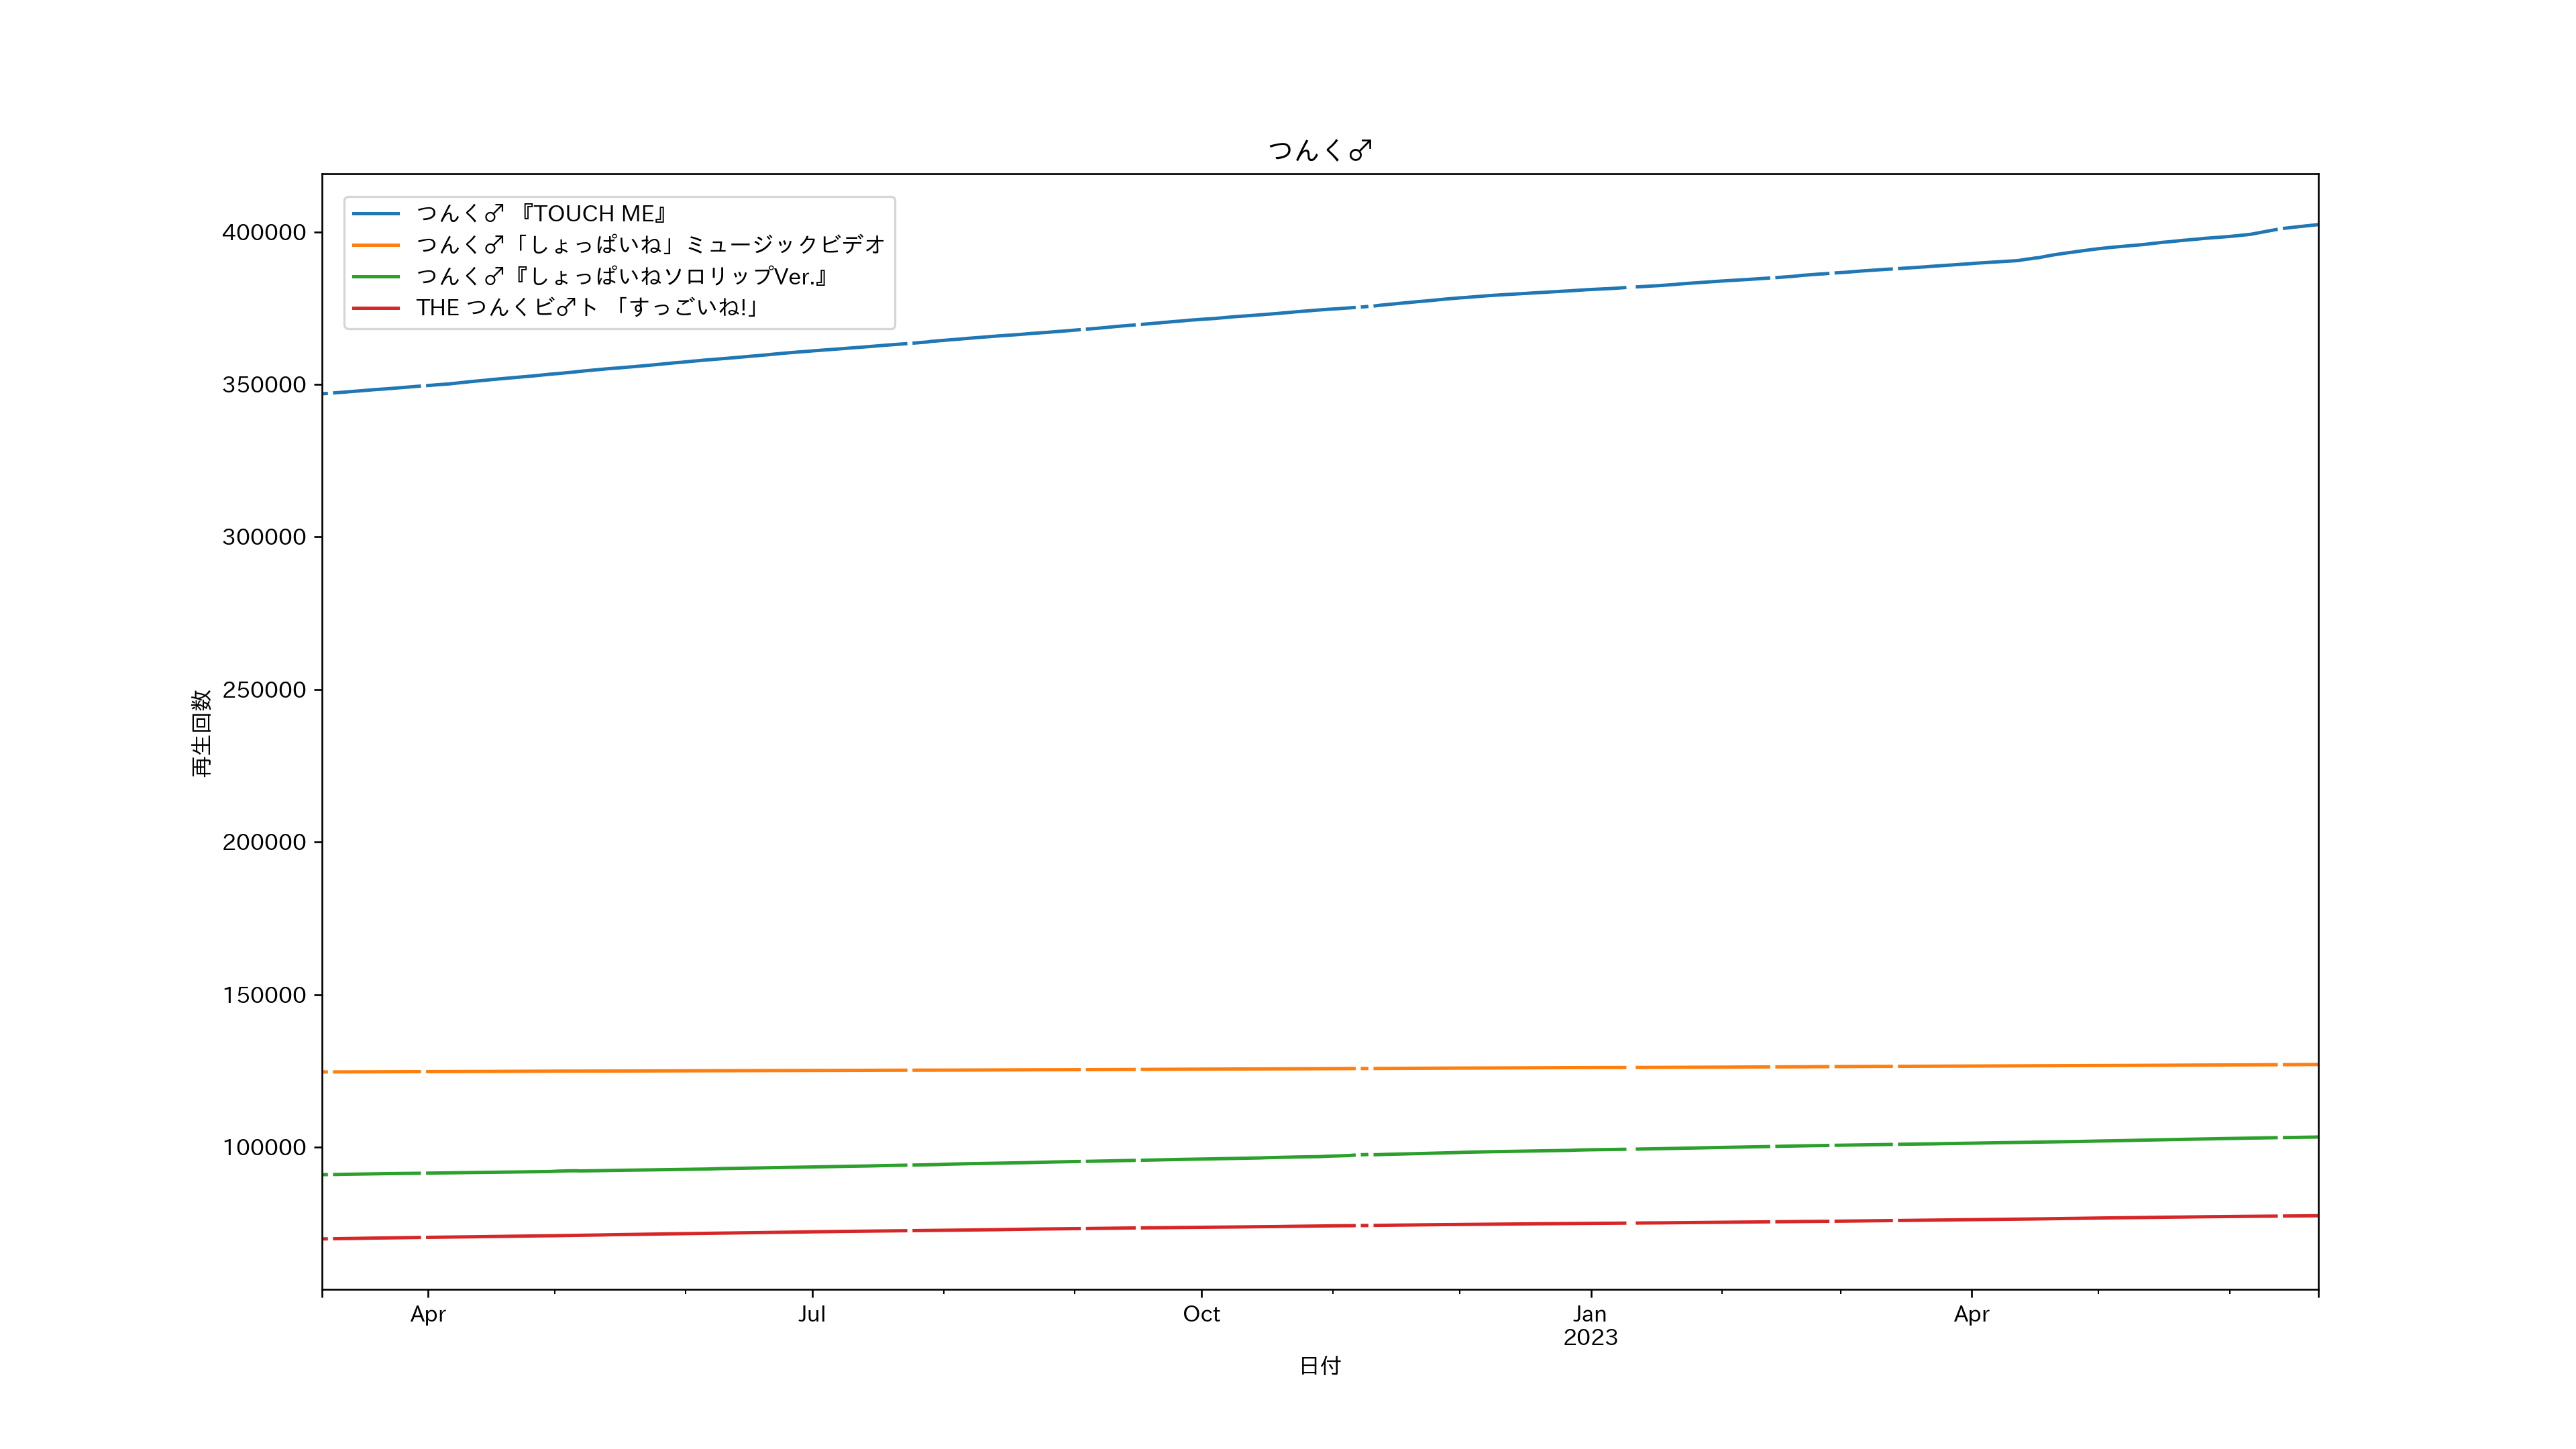 つんく♂
つんく♂ 『TOUCH ME』
つんく♂「しょっぱいね」ミュージックビデオ
つんく♂『しょっぱいねソロリップVer.』
THE つんくビ♂ト 「すっごいね!」
400000
350000
300000
250000
200000
150000
100000
再生回数
Apr
Jul
Oct
Jan
2023
Apr
日付